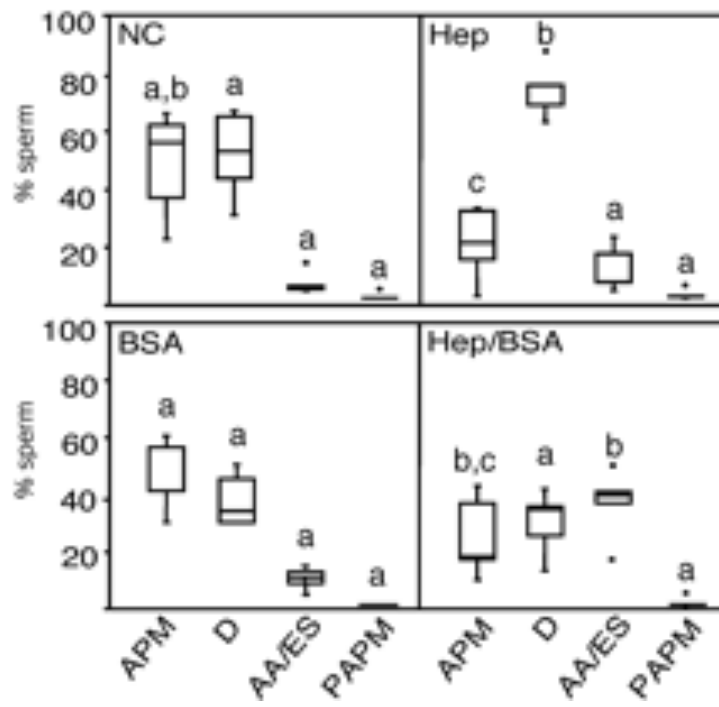 100
80
60
40
20
% sperm
NC
a,b
a
a
a
Hep
c
b
a
a
100
80
60
40
20
% sperm
BSA
a
a
a
a
Hep/BSA
b,c
a
b
a
APM
D
AA/ES
PAPM
APM
D
AA/ES
PAPM